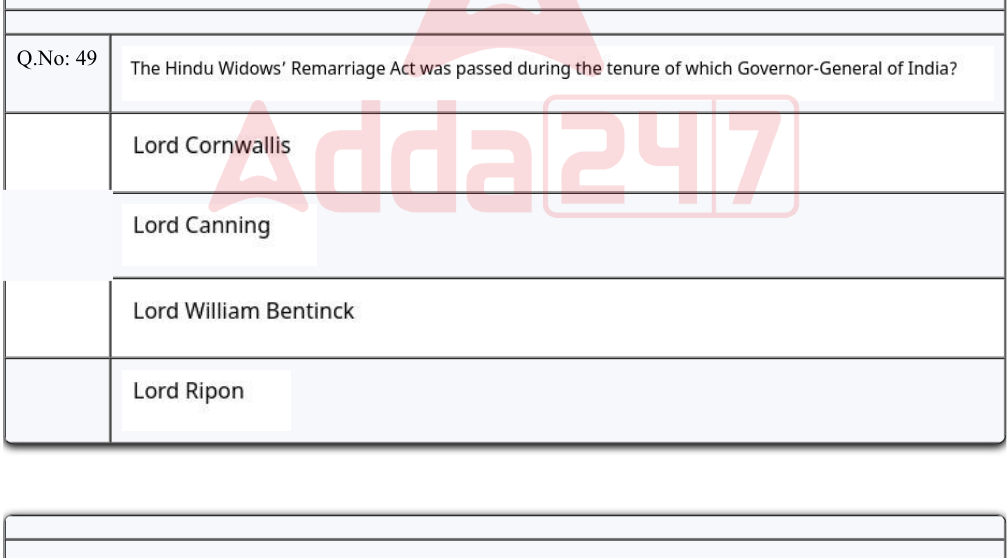 Q.No: 49
The Hindu Widows’ Remarriage Act was passed during the tenure of which Governor-General of India?
Adda247
Lord Cornwallis
Lord Canning
Lord William Bentinck
Lord Ripon